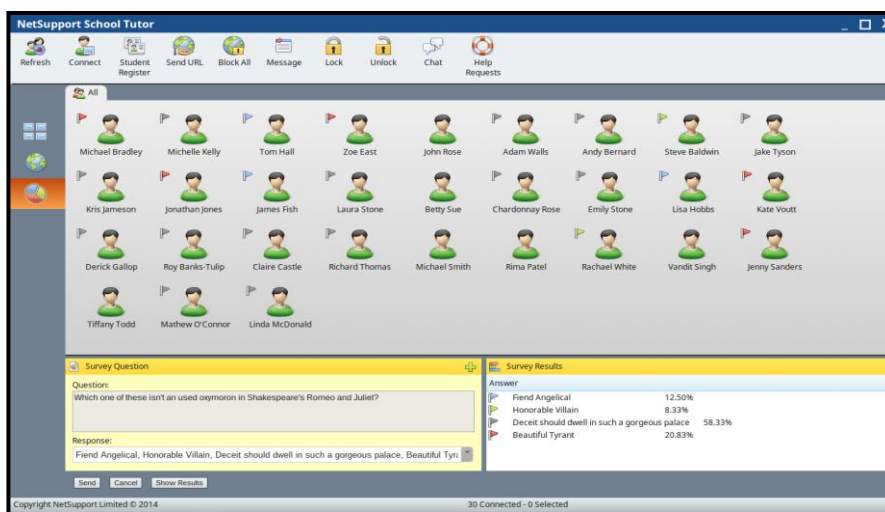 NetSupport School Tutor
Refresh Connect Student Register Send URL Block All Message Lock Unlock Chat Help Requests
All
Michael Bradley Michelle Kelly Tom Hall Zoe East John Rose Adam Walls Andy Bernard Steve Baldwin Jake Tyson
Kris Jameson Jonathan Jones James Fish Laura Stone Betty Sue Chardonnay Rose Emily Stone Lisa Hobbs Kate Voutt
Derick Gallop Roy Banks-Tulip Claire Castle Richard Thomas Michael Smith Rima Patel Rachael White Vandit Singh Jenny Sanders
Tiffany Todd Mathew O'Connor Linda McDonald
Survey Question
Question:
Which one of these isn't an used oxymoron in Shakespeare's Romeo and Juliet?
Response:
Fiend Angelical, Honorable Villain, Deceit should dwell in such a gorgeous palace, Beautiful Tyra
Send Cancel Show Results
Survey Results
Answer
Fiend Angelical 12.50%
Honorable Villain 8.33%
Deceit should dwell in such a gorgeous palace 58.33%
Beautiful Tyrant 20.83%
Copyright NetSupport Limited © 2014 30 Connected - 0 Selected